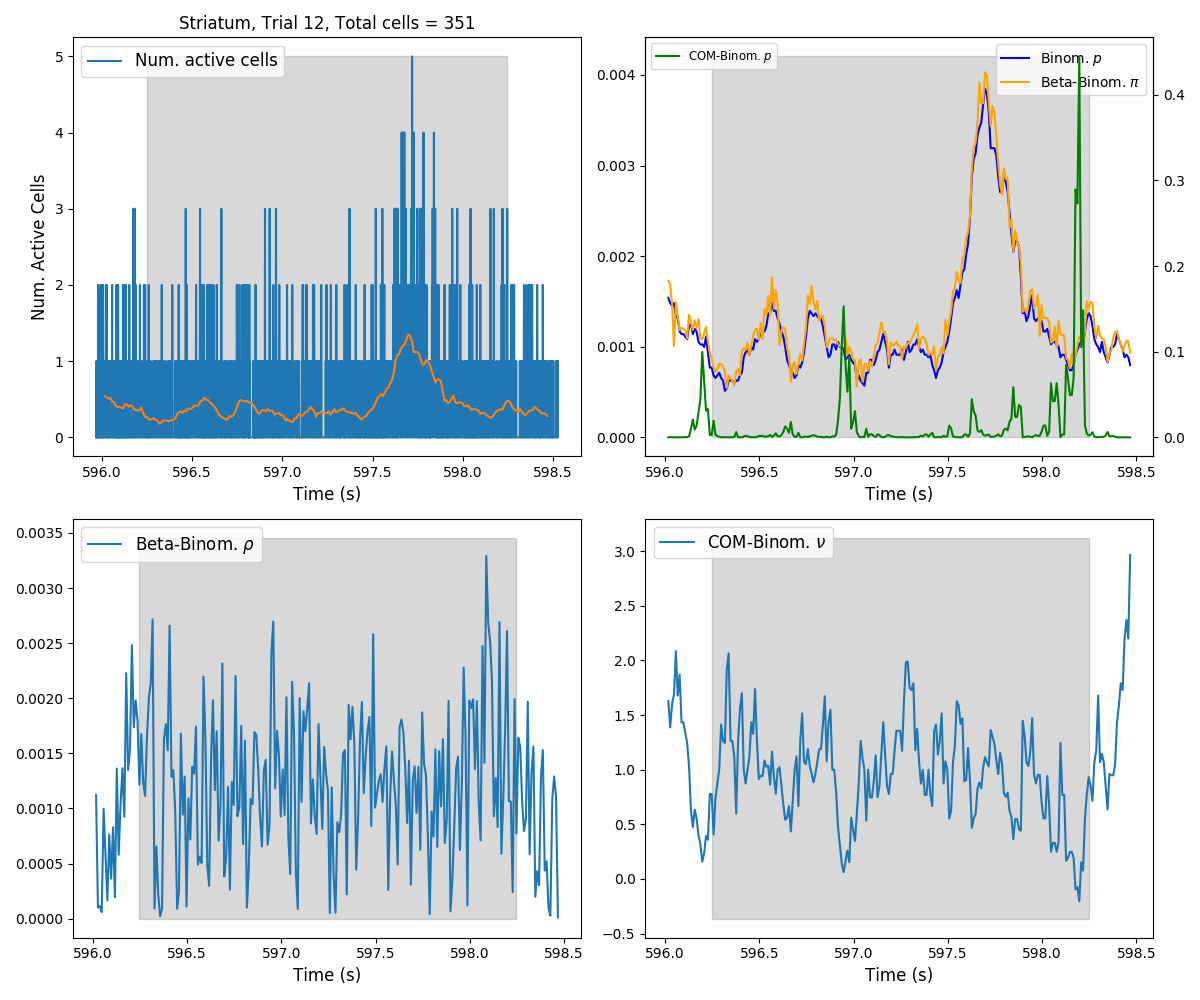 Striatum, Trial 12, Total cells = 351
Num. active cells
5
4
3
2
1
0
Num. Active Cells
596.0 596.5 597.0 597.5 598.0 598.5
Time (s)
COM-Binom. p
Binom. p
Beta-Binom. π
0.004
0.003
0.002
0.001
0.000
0.4
0.3
0.2
0.1
0.0
596.0 596.5 597.0 597.5 598.0 598.5
Time (s)
Beta-Binom. ρ
0.0035
0.0030
0.0025
0.0020
0.0015
0.0010
0.0005
0.0000
596.0 596.5 597.0 597.5 598.0 598.5
Time (s)
COM-Binom. ν
3.0
2.5
2.0
1.5
1.0
0.5
0.0
−0.5
596.0 596.5 597.0 597.5 598.0 598.5
Time (s)